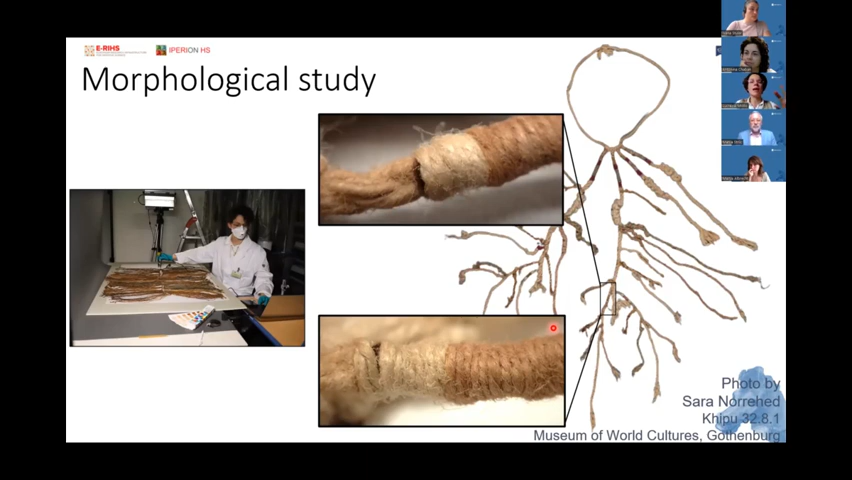 E-RIHS
IPERION HS
Morphological study
Photo by
Sara Norrehed
Khipu 32.8.1
Museum of World Cultures, Gothenburg